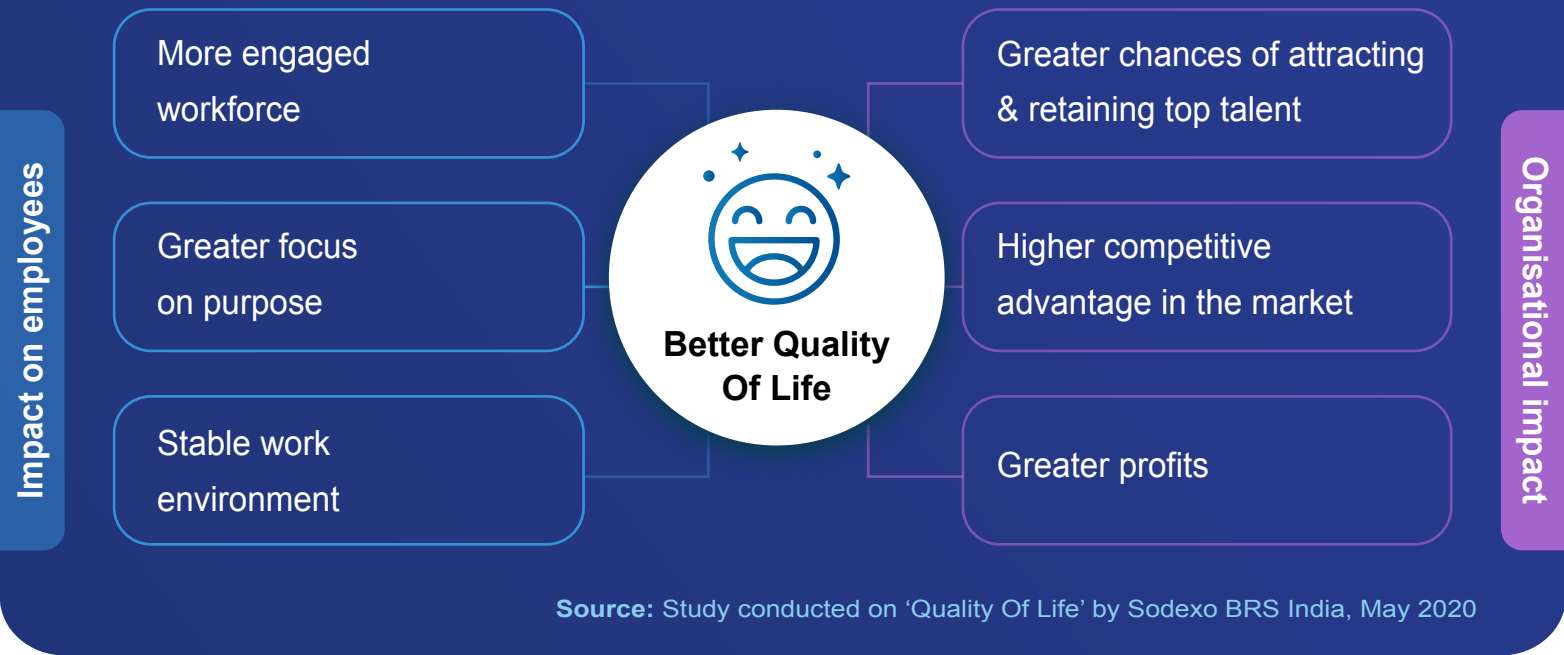 Impact on employees
More engaged
workforce
Greater focus
on purpose
Stable work
environment
Better Quality
Of Life
Greater chances of attracting
& retaining top talent
Higher competitive
advantage in the market
Greater profits
Organisational impact
Source: Study conducted on ‘Quality Of Life’ by Sodexo BRS India, May 2020